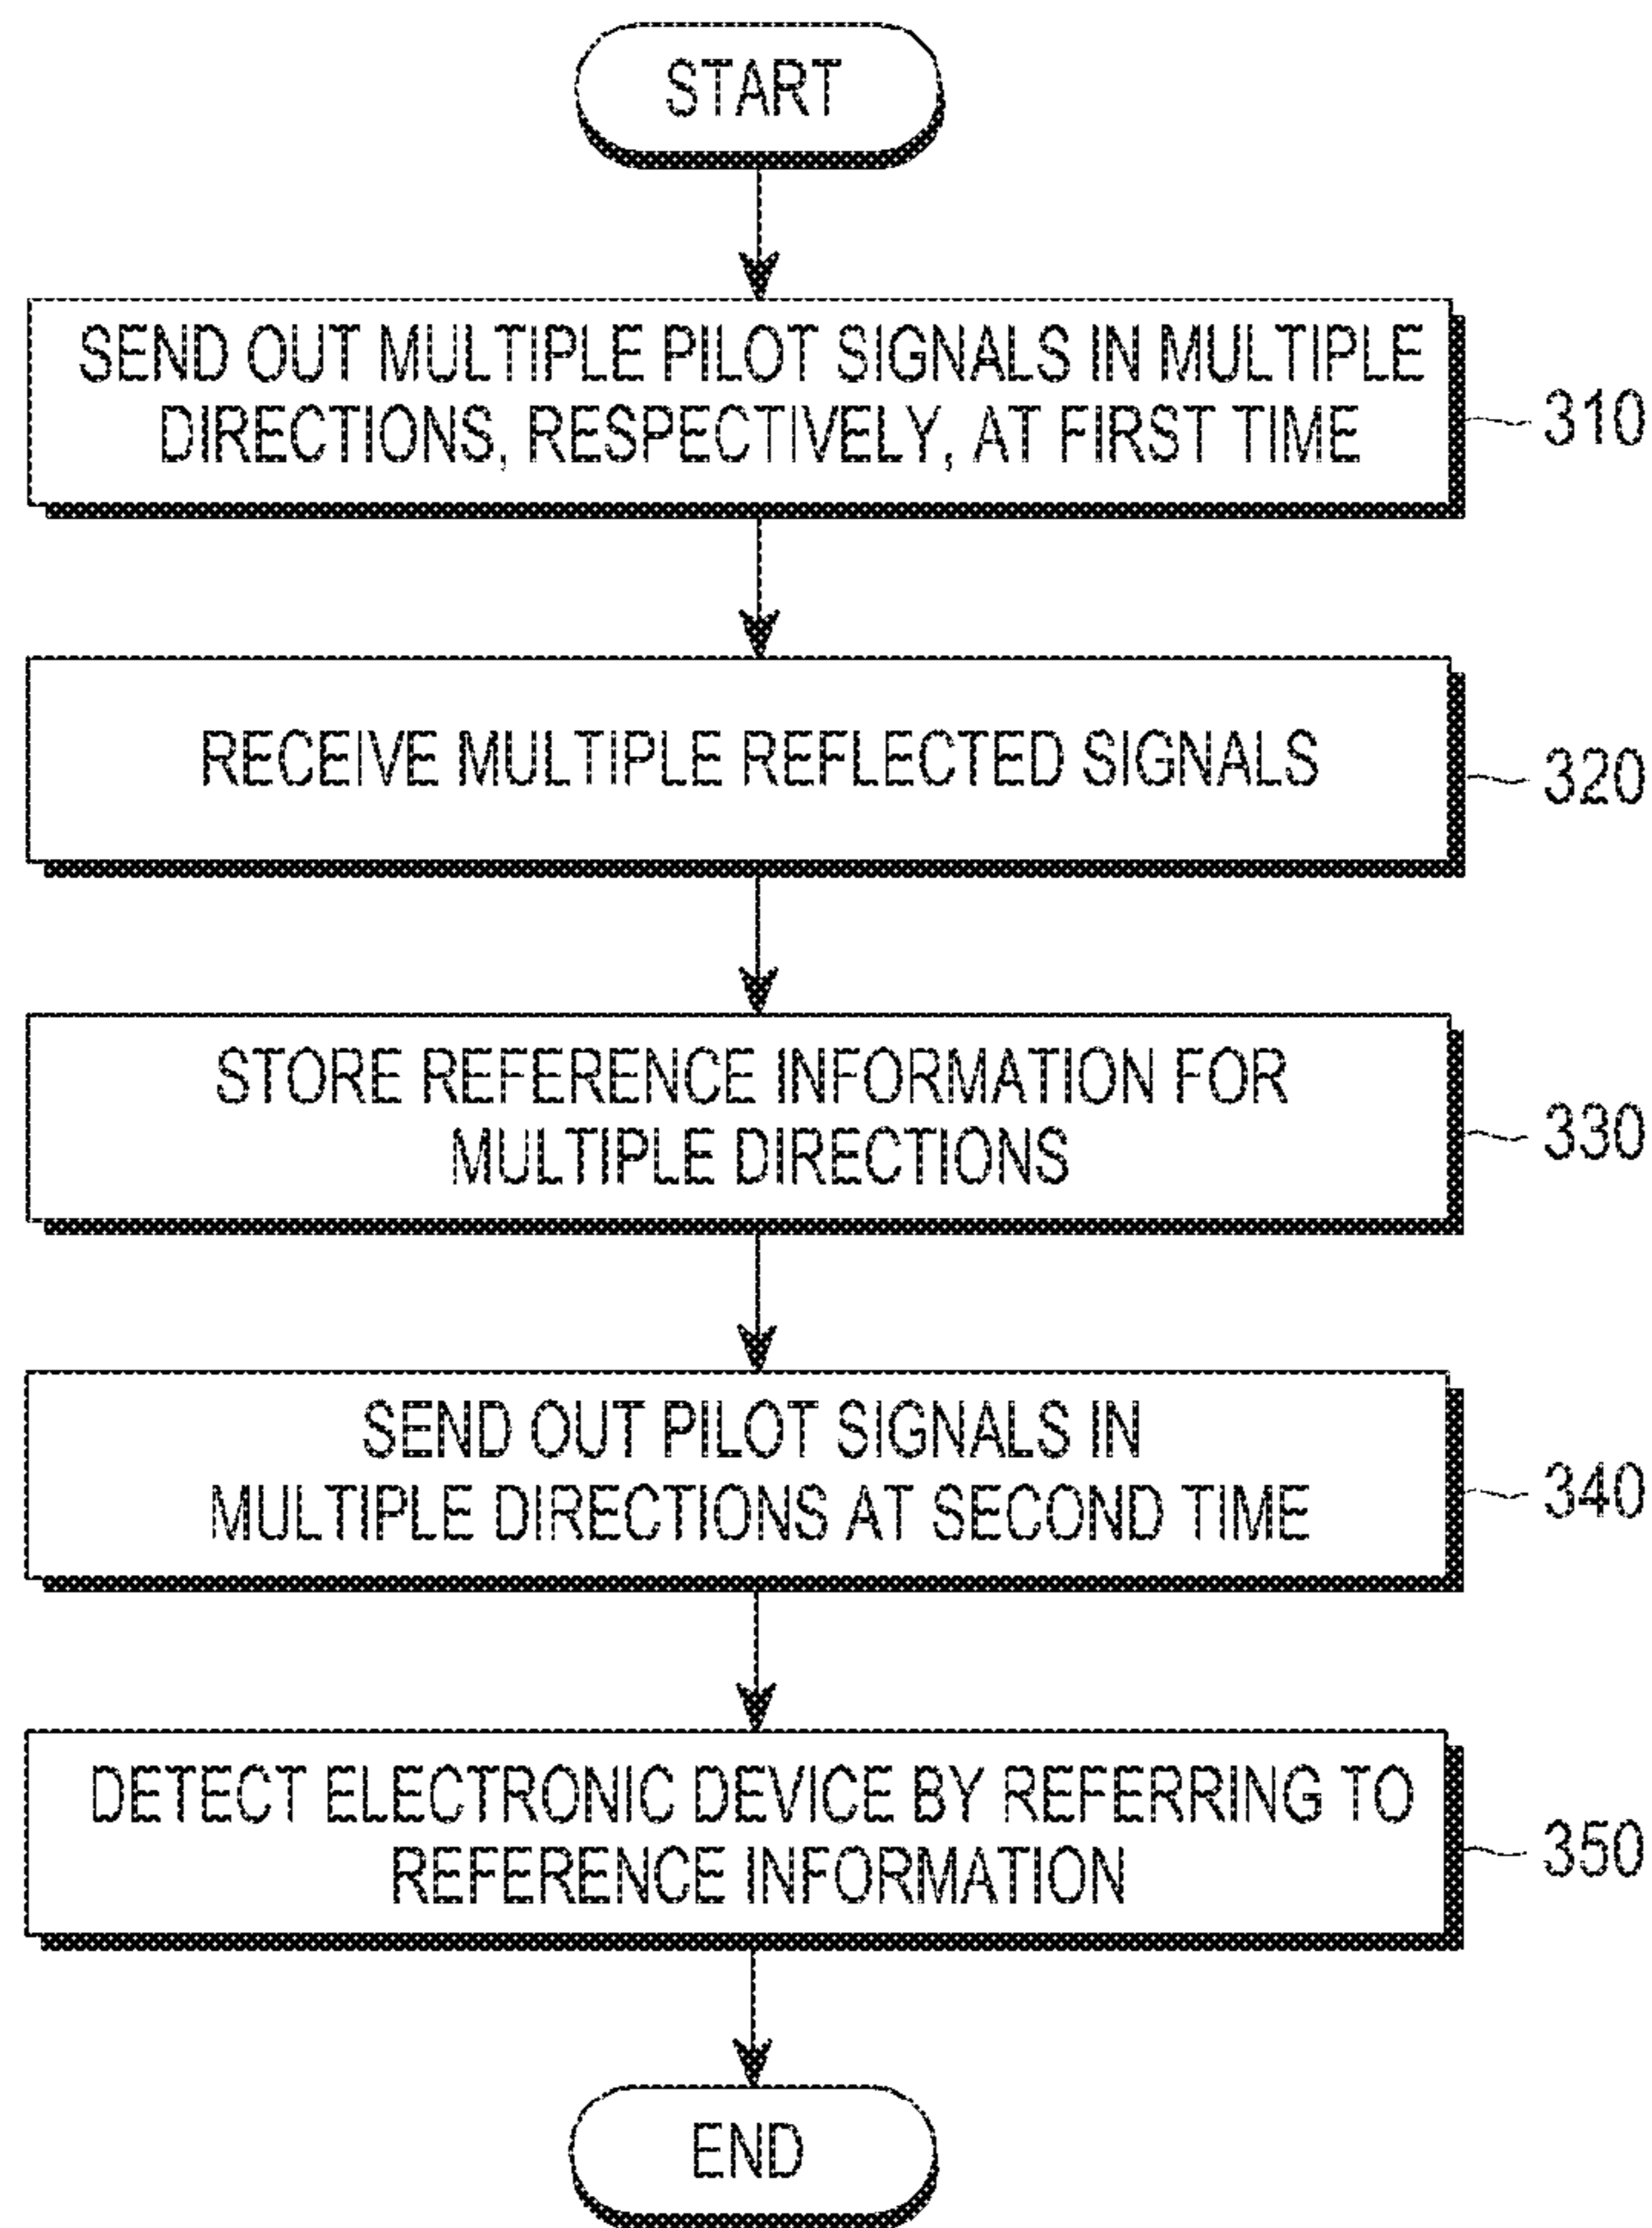 START
SEND OUT MULTIPLE PILOT SIGNALS IN MULTIPLE
DIRECTIONS, RESPECTIVELY, AT FIRST TIME
310
RECEIVE MULTIPLE REFLECTED SIGNALS
320
STORE REFERENCE INFORMATION FOR
MULTIPLE DIRECTIONS
330
SEND OUT PILOT SIGNALS IN
MULTIPLE DIRECTIONS AT SECOND TIME
340
DETECT ELECTRONIC DEVICE BY REFERRING TO
REFERENCE INFORMATION
350
END